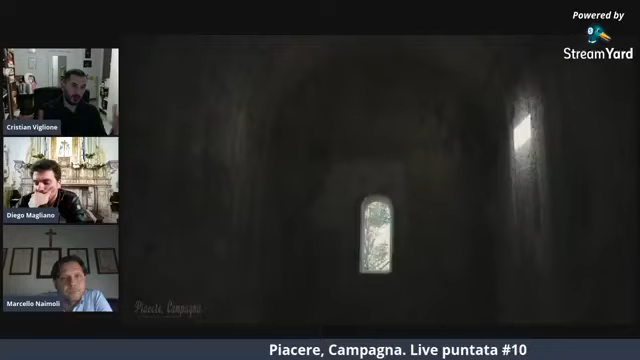 Powered by
StreamYard
Cristian Viglione
Diego Magliano
Marcello Naimoli
Piacere, Campagna.
Piacere, Campagna. Live puntata #10